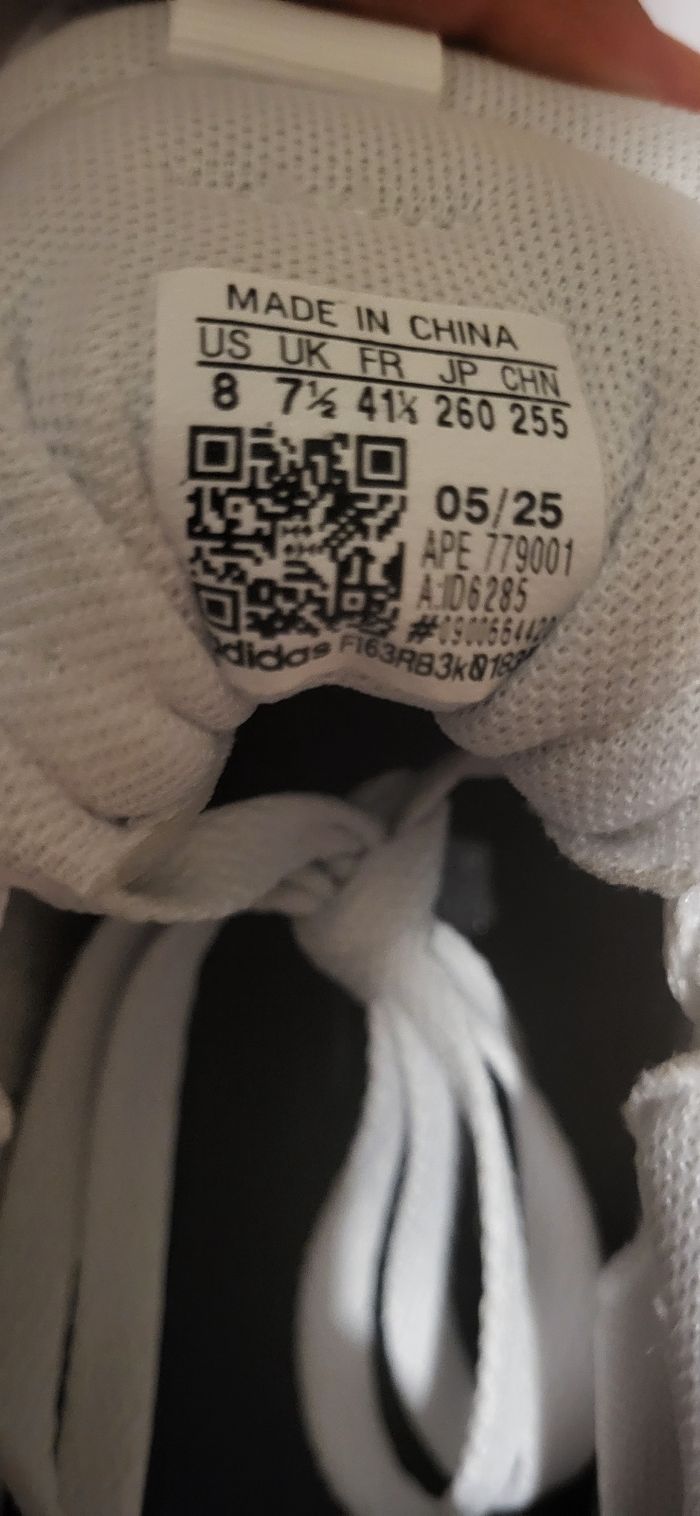 MADE IN CHINA
US UK FR JP CHN
8 7½ 41⅓ 260 255
05/25
APE 779001
A:ID6285
adidas